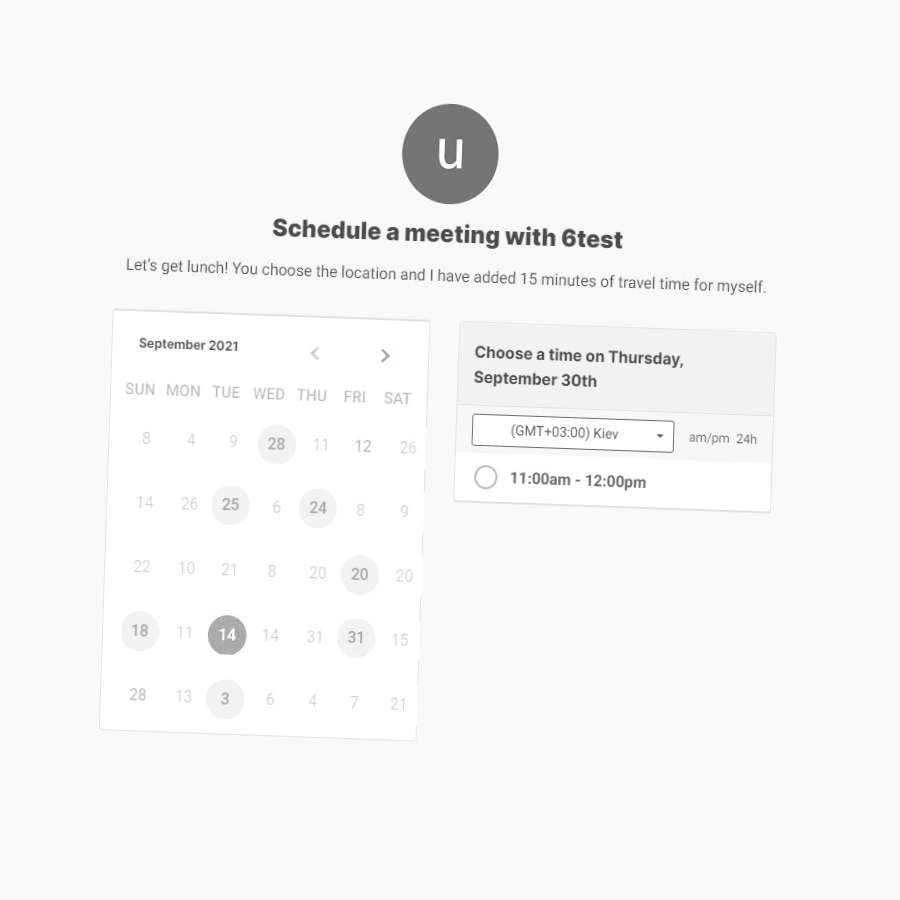 u
Schedule a meeting with 6test
Let's get lunch! You choose the location and I have added 15 minutes of travel time for myself.
September 2021
SUN MON TUE WED THU FRI SAT
8 4 9 28 11 12 26
14 26 25 6 24 8 9
22 10 21 8 20 20 20
18 11 14 14 31 31 15
28 13 3 6 4 7 21
Choose a time on Thursday,
September 30th
(GMT+03:00) Kiev am/pm 24h
11:00am - 12:00pm